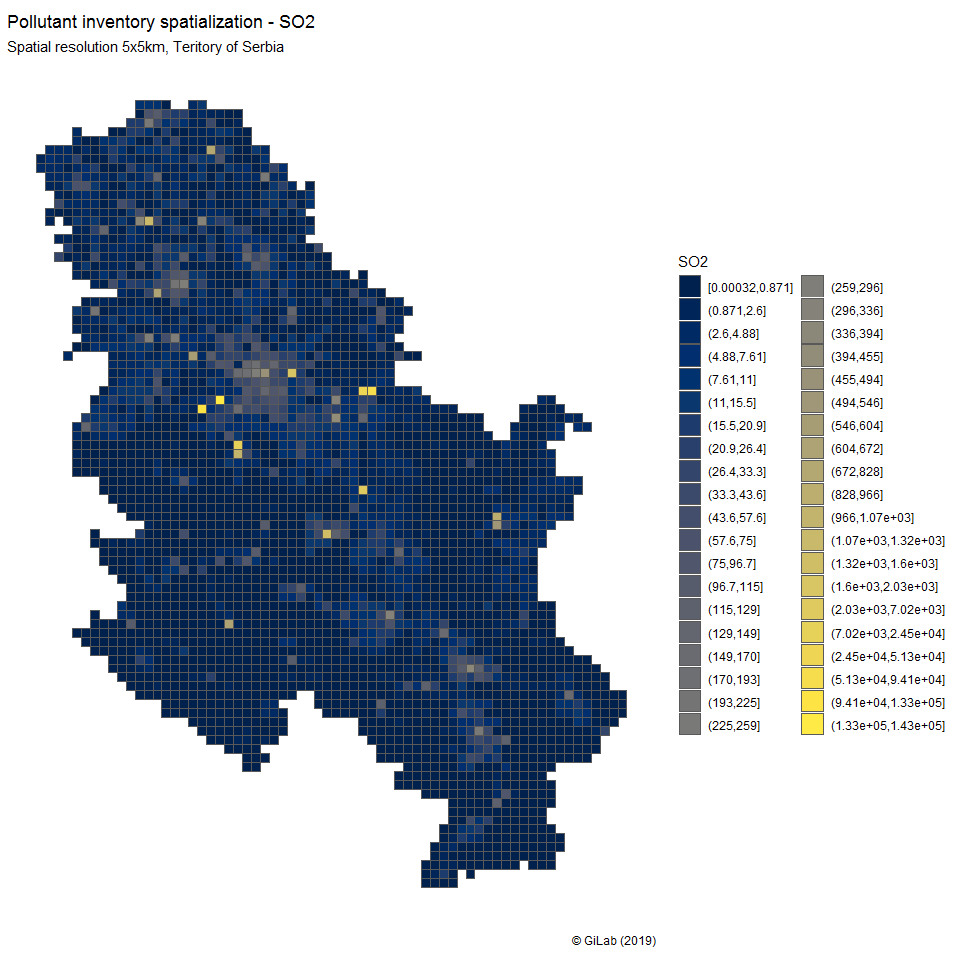 Pollutant inventory spatialization - SO2
Spatial resolution 5x5km, Teritory of Serbia
SO2
[0.00032,0.871]
(0.871,2.6]
(2.6,4.88]
(4.88,7.61]
(7.61,11]
(11,15.5]
(15.5,20.9]
(20.9,26.4]
(26.4,33.3]
(33.3,43.6]
(43.6,57.6]
(57.6,75]
(75,96.7]
(96.7,115]
(115,129]
(129,149]
(149,170]
(170,193]
(193,225]
(225,259]
(259,296]
(296,336]
(336,394]
(394,455]
(455,494]
(494,546]
(546,604]
(604,672]
(672,828]
(828,966]
(966,1.07e+03]
(1.07e+03,1.32e+03]
(1.32e+03,1.6e+03]
(1.6e+03,2.03e+03]
(2.03e+03,7.02e+03]
(7.02e+03,2.45e+04]
(2.45e+04,5.13e+04]
(5.13e+04,9.41e+04]
(9.41e+04,1.33e+05]
(1.33e+05,1.43e+05]
© GiLab (2019)